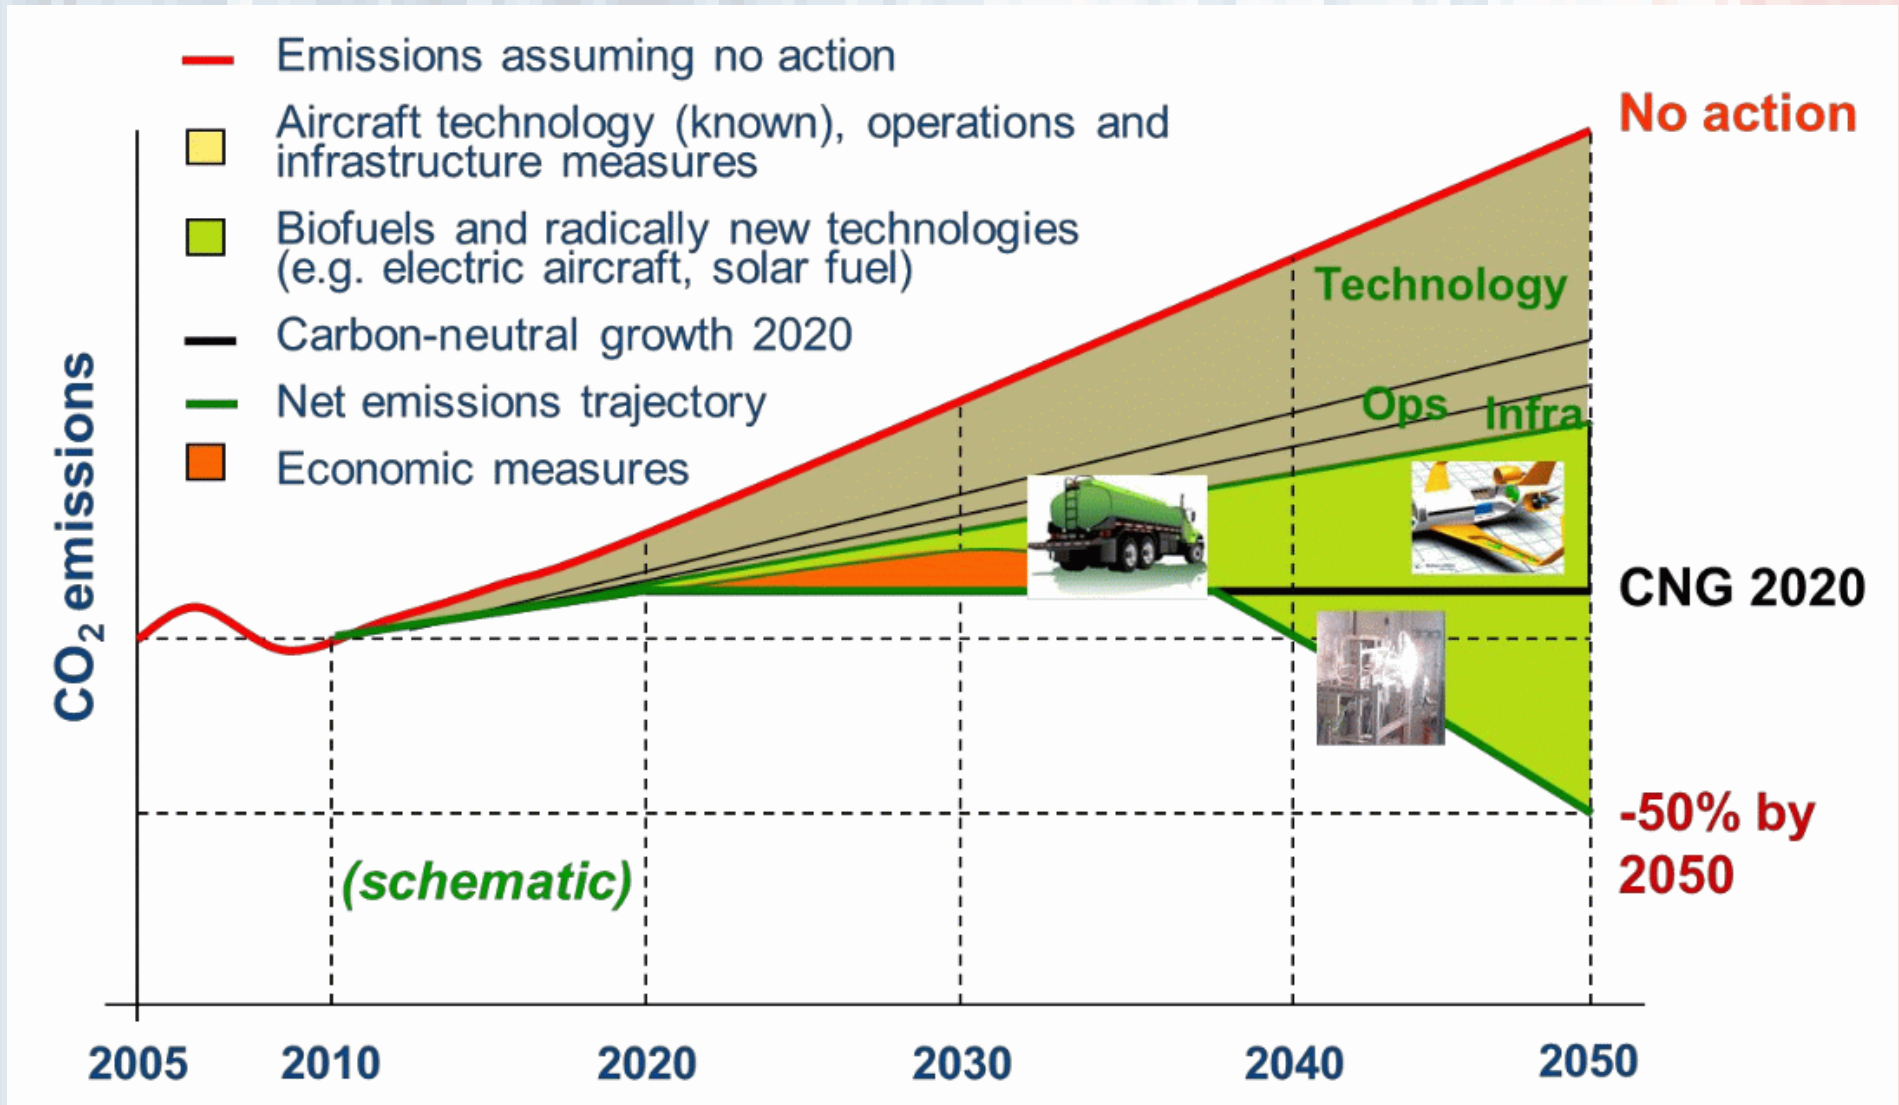 Emissions assuming no action
Aircraft technology (known), operations and
infrastructure measures
Biofuels and radically new technologies
(e.g. electric aircraft, solar fuel)
Carbon-neutral growth 2020
Net emissions trajectory
Economic measures
No action
Technology
Ops
Infra
CNG 2020
-50% by
2050
CO₂ emissions
(schematic)
2005
2010
2020
2030
2040
2050